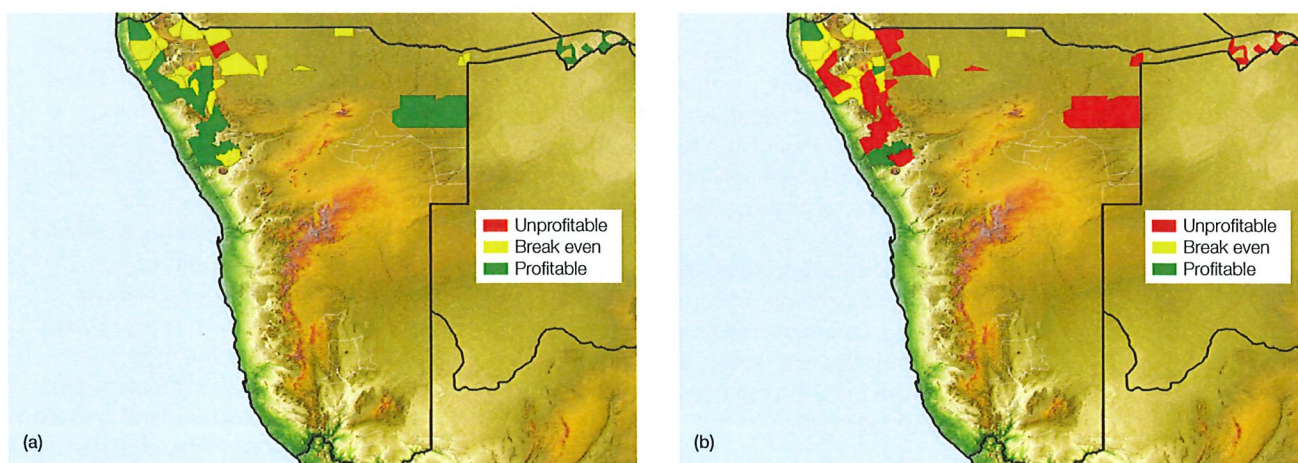 Unprofitable
Break even
Profitable
(a)
Unprofitable
Break even
Profitable
(b)